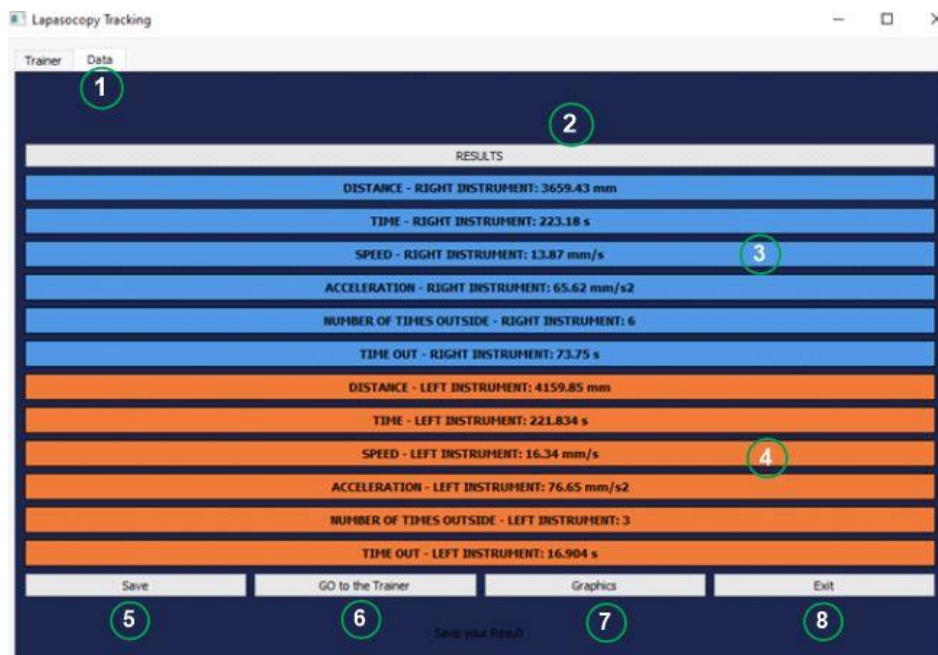 Lapasocopy Tracking
Trainer Data
1
2
RESULTS
DISTANCE - RIGHT INSTRUMENT: 3659.43 mm
TIME - RIGHT INSTRUMENT: 223.18 s
SPEED - RIGHT INSTRUMENT: 13.87 mm/s
3
ACCELERATION - RIGHT INSTRUMENT: 65.62 mm/s2
NUMBER OF TIMES OUTSIDE - RIGHT INSTRUMENT: 6
TIME OUT - RIGHT INSTRUMENT: 73.75 s
DISTANCE - LEFT INSTRUMENT: 4159.85 mm
TIME - LEFT INSTRUMENT: 221.834 s
SPEED - LEFT INSTRUMENT: 16.34 mm/s
4
ACCELERATION - LEFT INSTRUMENT: 76.65 mm/s2
NUMBER OF TIMES OUTSIDE - LEFT INSTRUMENT: 3
TIME OUT - LEFT INSTRUMENT: 16.904 s
Save GO to the Trainer Graphics Exit
5 6 7 8
Save your Result